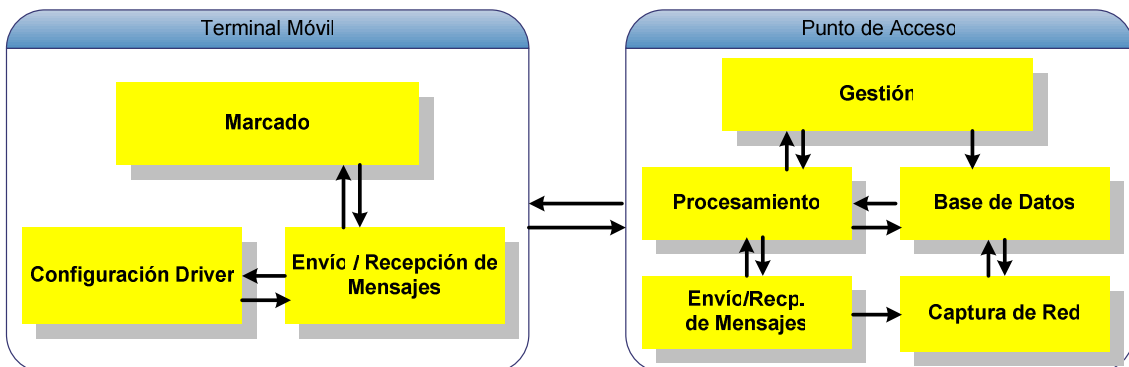 Terminal Móvil
Marcado
Configuración Driver
Envío / Recepción de
Mensajes
Punto de Acceso
Gestión
Procesamiento
Base de Datos
Envío/Recp.
de Mensajes
Captura de Red